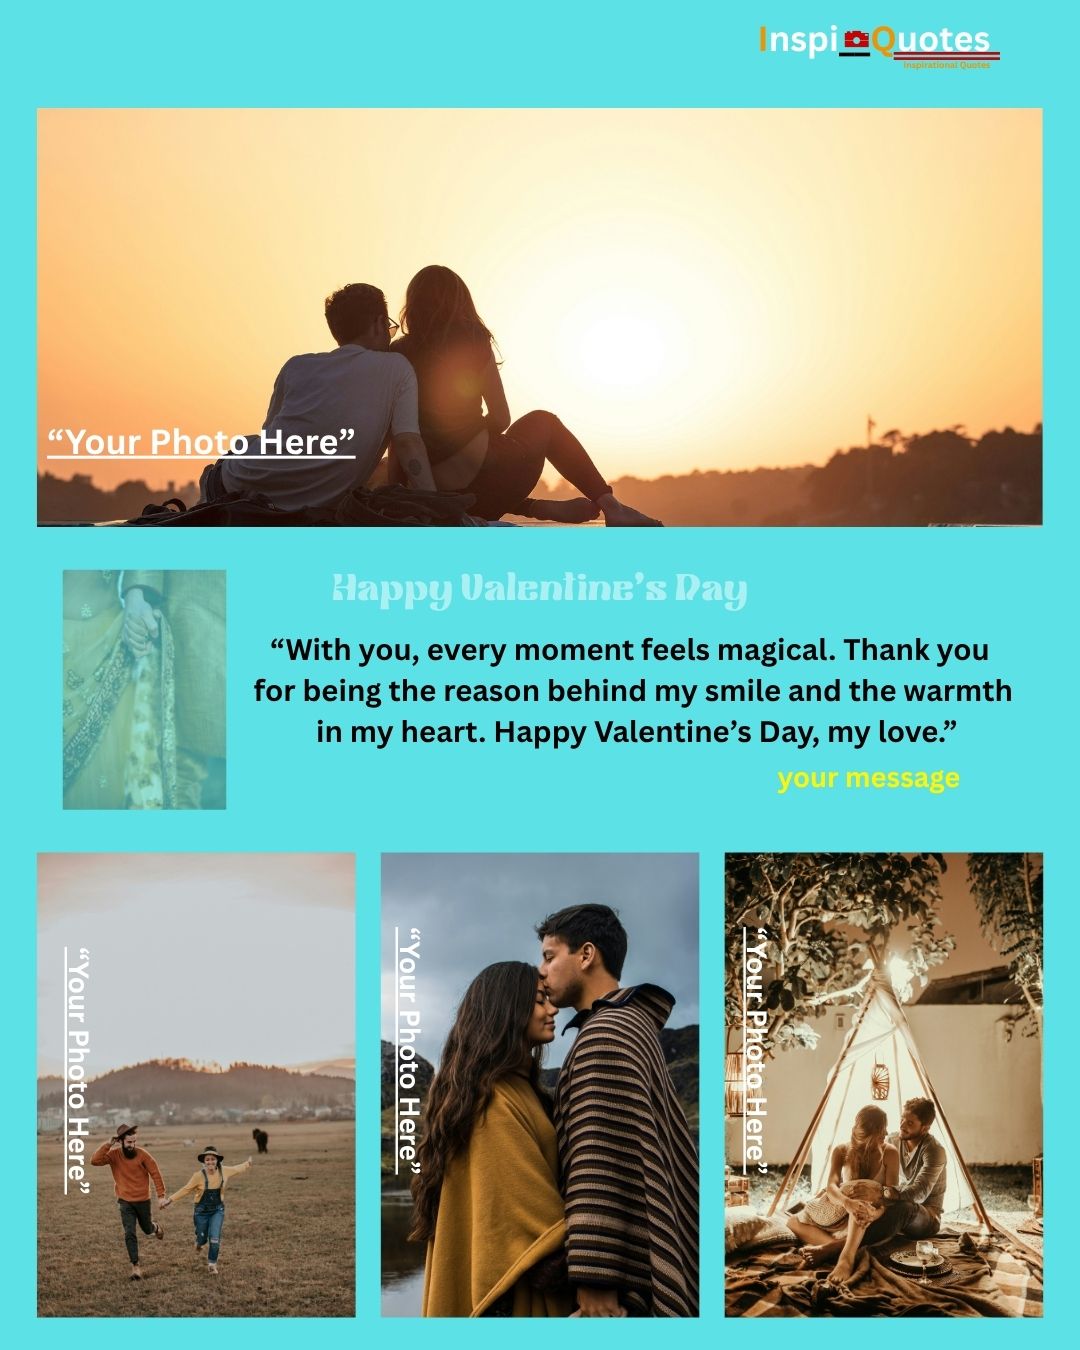 InspiQuotes
Inspirational Quotes
“Your Photo Here”
Happy Valentine’s Day
“With you, every moment feels magical. Thank you
for being the reason behind my smile and the warmth
in my heart. Happy Valentine’s Day, my love.”
your message
“Your Photo Here”
“Your Photo Here”
“Your Photo Here”